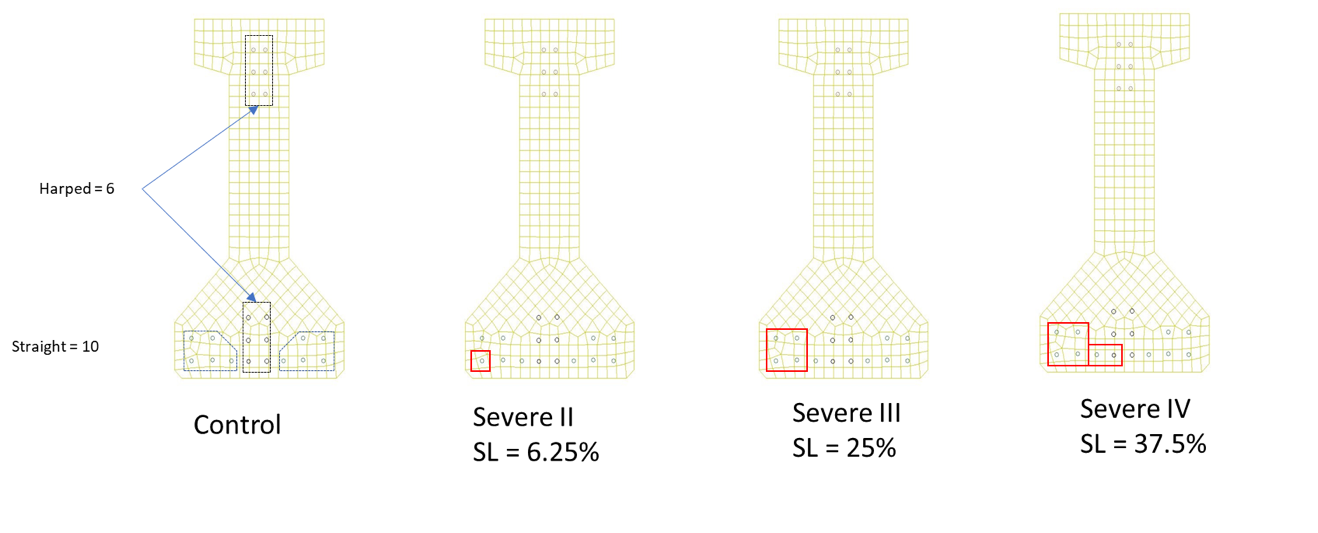 Harped = 6
Straight = 10
Control
Severe II
SL = 6.25%
Severe III
SL = 25%
Severe IV
SL = 37.5%